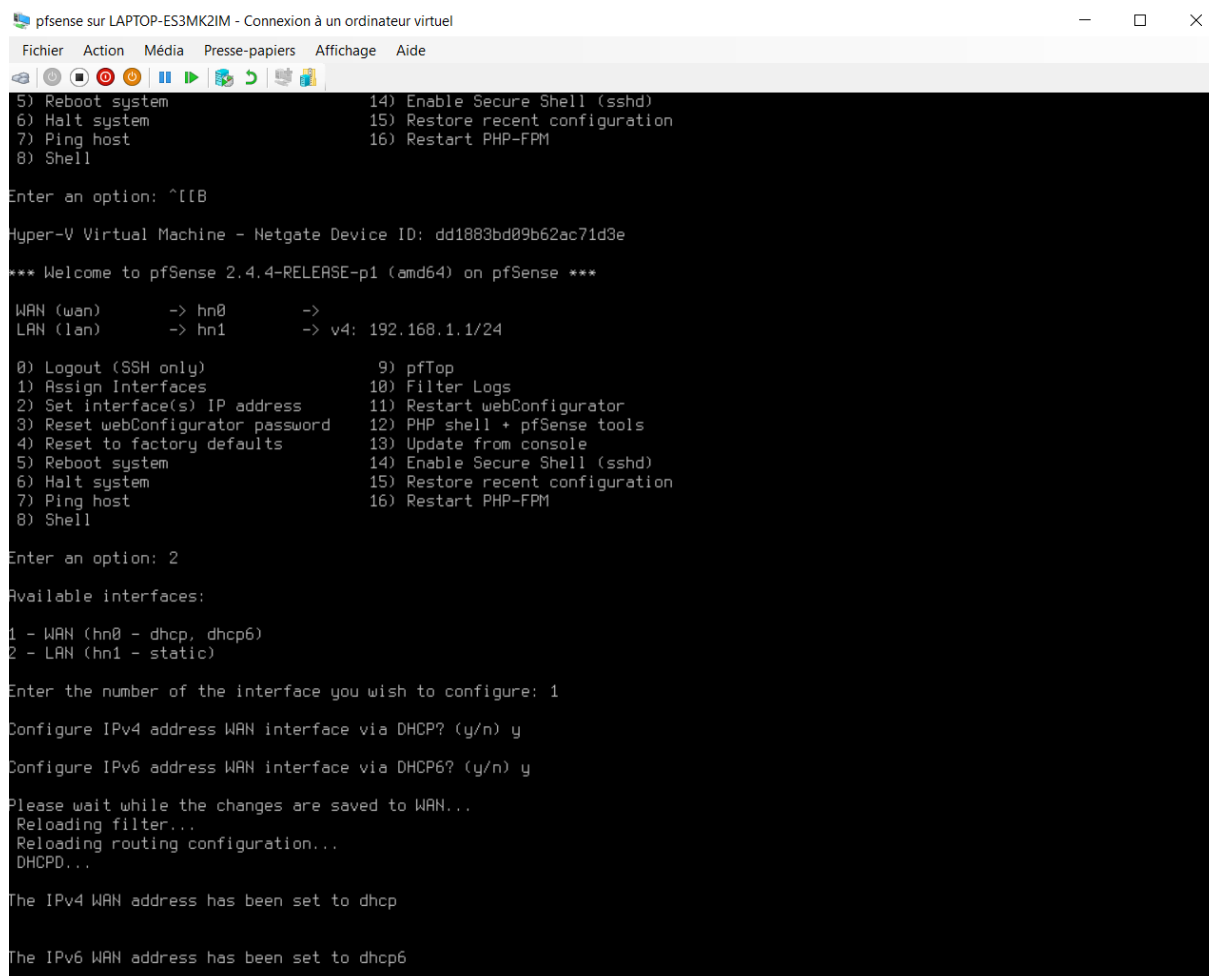 pfsense sur LAPTOP-ES3MK2IM - Connexion à un ordinateur virtuel
Fichier Action Média Presse-papiers Affichage Aide
5) Reboot system 14) Enable Secure Shell (sshd)
6) Halt system 15) Restore recent configuration
7) Ping host 16) Restart PHP-FPM
8) Shell
Enter an option: ^[[B
Hyper-V Virtual Machine - Netgate Device ID: dd1883bd09b62ac71d3e
*** Welcome to pfSense 2.4.4-RELEASE-p1 (amd64) on pfSense ***
WAN (wan) -> hn0 ->
LAN (lan) -> hn1 -> v4: 192.168.1.1/24
0) Logout (SSH only) 9) pfTop
1) Assign Interfaces 10) Filter Logs
2) Set interface(s) IP address 11) Restart webConfigurator
3) Reset webConfigurator password 12) PHP shell + pfSense tools
4) Reset to factory defaults 13) Update from console
5) Reboot system 14) Enable Secure Shell (sshd)
6) Halt system 15) Restore recent configuration
7) Ping host 16) Restart PHP-FPM
8) Shell
Enter an option: 2
Available interfaces:
1 - WAN (hn0 - dhcp, dhcp6)
2 - LAN (hn1 - static)
Enter the number of the interface you wish to configure: 1
Configure IPv4 address WAN interface via DHCP? (y/n) y
Configure IPv6 address WAN interface via DHCP6? (y/n) y
Please wait while the changes are saved to WAN...
Reloading filter...
Reloading routing configuration...
DHCPD...
The IPv4 WAN address has been set to dhcp
The IPv6 WAN address has been set to dhcp6